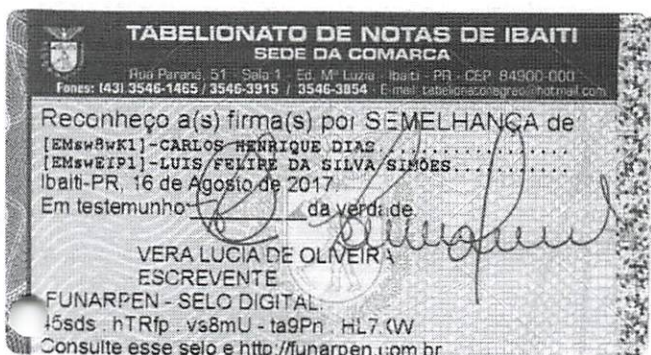 TABELIONATO DE NOTAS DE IBAITI
SEDE DA COMARCA
Rua Paraná, 51 - Sala 1 - Ed. Mª Luzia - Ibaiti - PR - CEP 84900-000
Fones: (43) 3546-1465 / 3546-3915 / 3546-3854 - E-mail: tabelionatonagrao@hotmail.com
Reconheço a(s) firma(s) por SEMELHANÇA de:
[EMsw8wK1]-CARLOS HENRIQUE DIAS..................
[EMswEIP1]-LUIS FELIPE DA SILVA SIMÕES..........
Ibaiti-PR, 16 de Agosto de 2017.
Em testemunho ________ da verdade.
VERA LUCIA DE OLIVEIRA
ESCREVENTE
FUNARPEN - SELO DIGITAL:
hTRfp . vs8mU - ta9Pn .
Consulte esse selo e http://funarpen.com.br